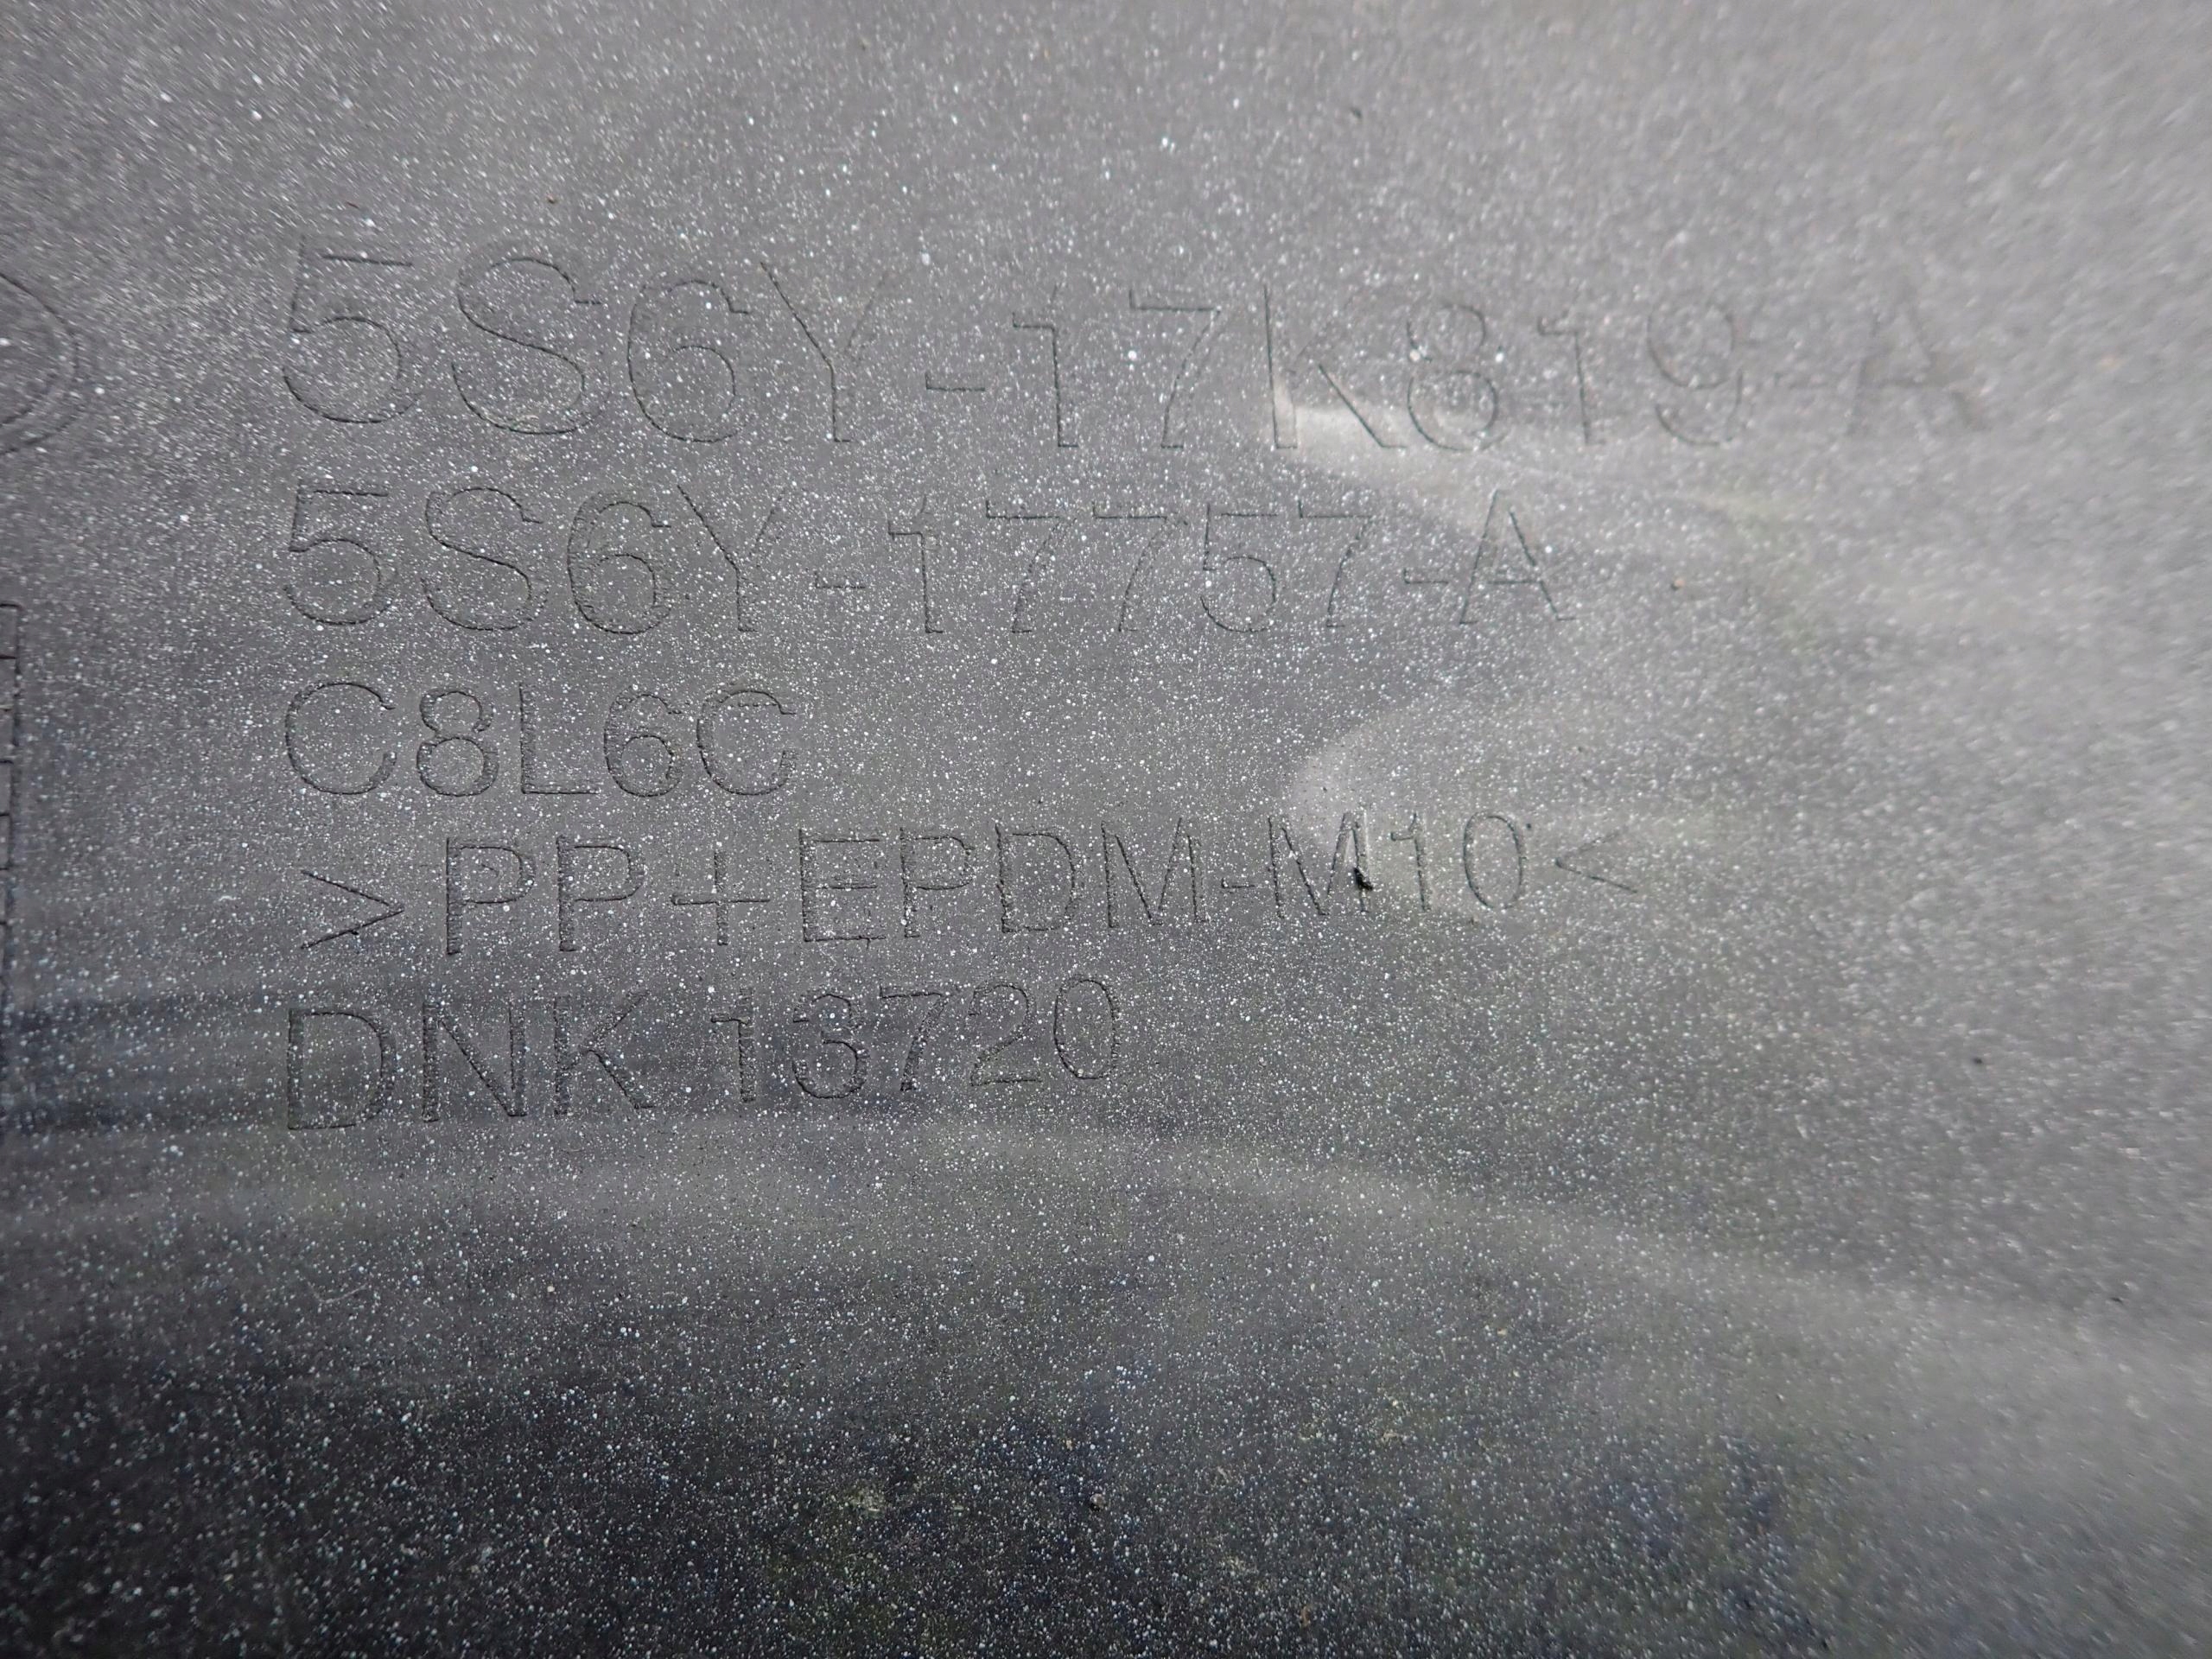 5S6Y-17K819-A
5S6Y-17757-A
C8L6C
>PP+EPDM-M10<
DNK 13720